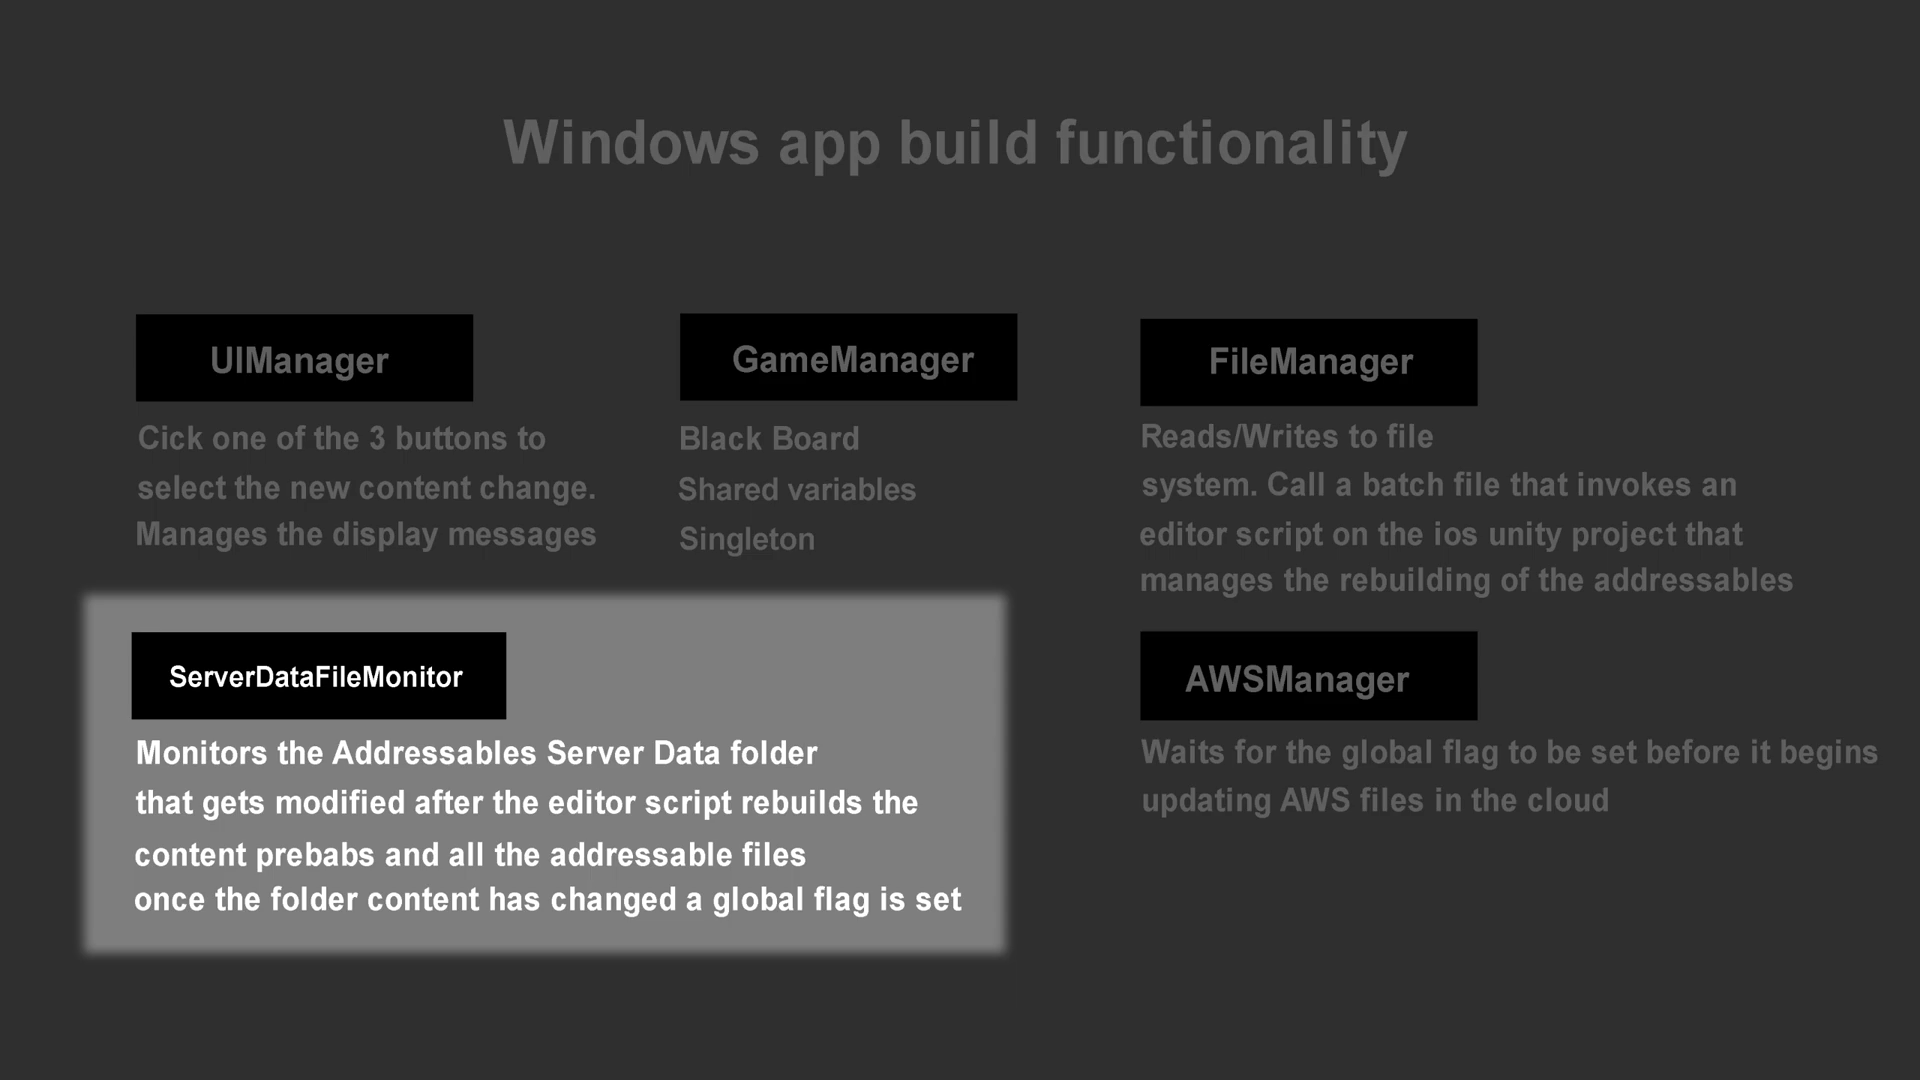 Windows app build functionality
UIManager
Cick one of the 3 buttons to
select the new content change.
Manages the display messages
GameManager
Black Board
Shared variables
Singleton
FileManager
Reads/Writes to file
system. Call a batch file that invokes an
editor script on the ios unity project that
manages the rebuilding of the addressables
ServerDataFileMonitor
Monitors the Addressables Server Data folder
that gets modified after the editor script rebuilds the
content prebabs and all the addressable files
once the folder content has changed a global flag is set
AWSManager
Waits for the global flag to be set before it begins
updating AWS files in the cloud